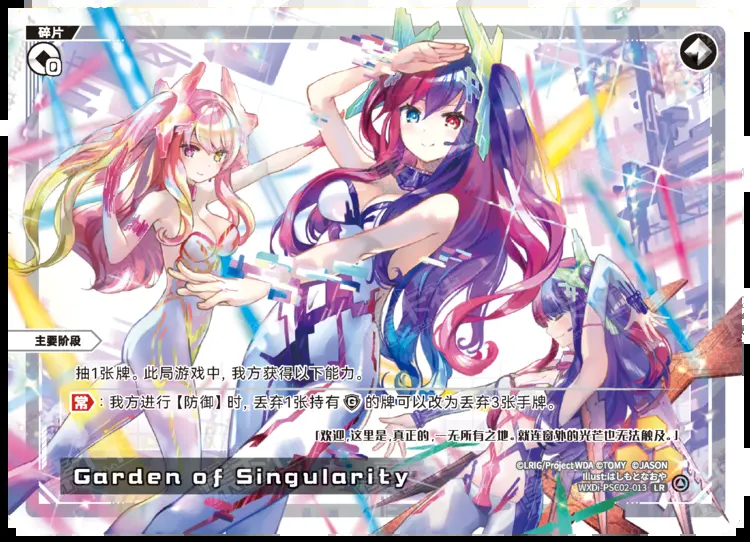 碎片
0
主要阶段
抽1张牌。此局游戏中，我方获得以下能力。
常：我方进行【防御】时，丢弃1张持有 G 的牌可以改为丢弃3张手牌。
「欢迎，这里是，真正的，一无所有之地。就连窗外的光芒也无法触及。」
Garden of Singularity
©LRIG/Project WDA ©TOMY ©JASON
Illust:はしもとなおや
WXDi-PSC02-013 LR